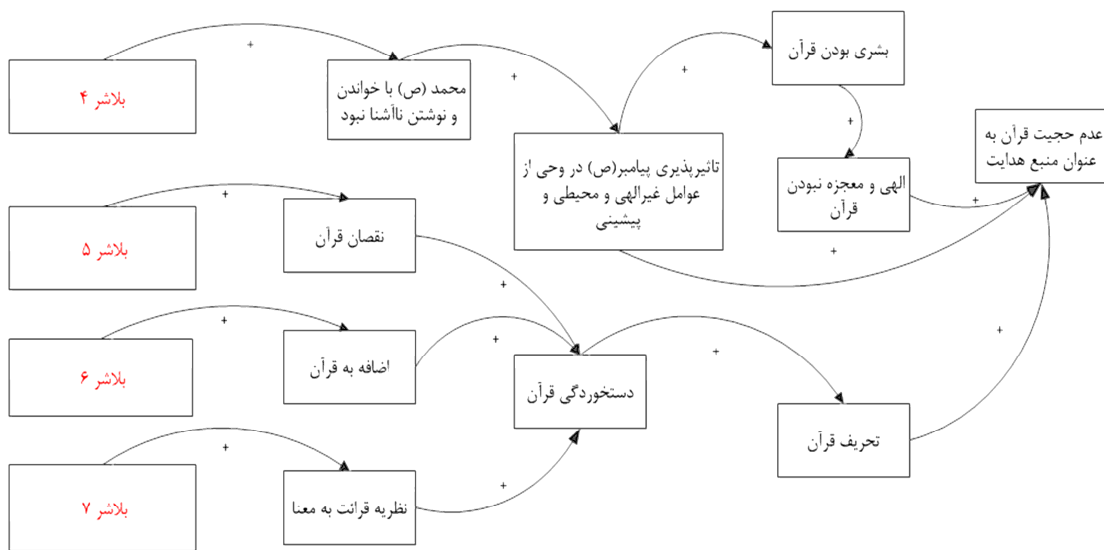 بلاشر ۴
محمد (ص) با خواندن
و نوشتن ناآشنا نبود
بشری بودن قرآن
تاثیرپذیری پیامبر(ص) در وحی از
عوامل غیرالهی و محیطی و
پیشینی
الهی و معجزه نبودن
قرآن
عدم حجیت قرآن به
عنوان منبع هدایت
بلاشر ۵
نقصان قرآن
بلاشر ۶
اضافه به قرآن
دستخوردگی قرآن
تحریف قرآن
بلاشر ۷
نظریه قرائت به معنا
+
+
+
+
+
+
+
+
+
+
+
+
+
+